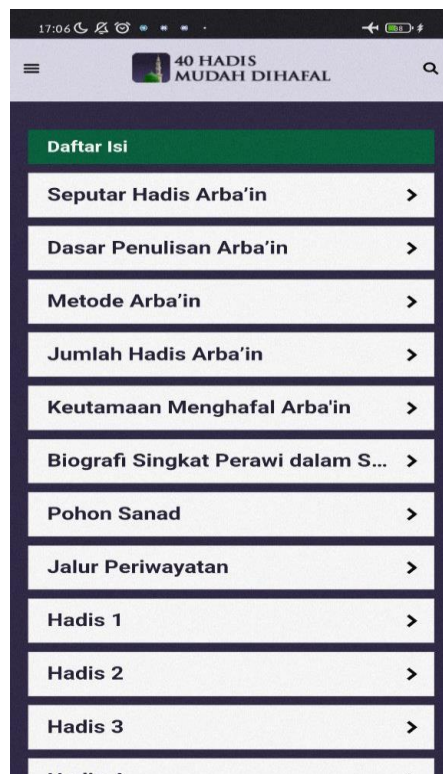 17:06
40 HADIS
MUDAH DIHAFAL
Daftar Isi
Seputar Hadis Arba’in
Dasar Penulisan Arba’in
Metode Arba’in
Jumlah Hadis Arba’in
Keutamaan Menghafal Arba'in
Biografi Singkat Perawi dalam S...
Pohon Sanad
Jalur Periwayatan
Hadis 1
Hadis 2
Hadis 3